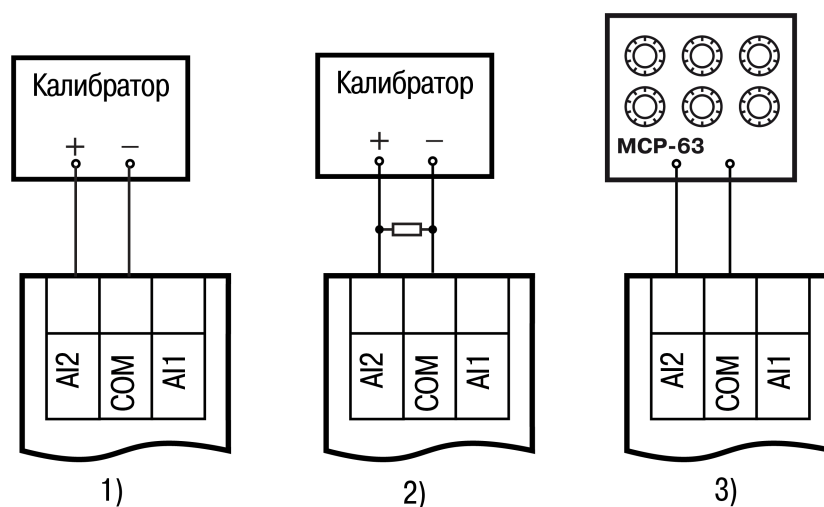 Калибратор
+ −
AI2
COM
AI1
1)
Калибратор
+ −
AI2
COM
AI1
2)
МСР-63
AI2
COM
AI1
3)